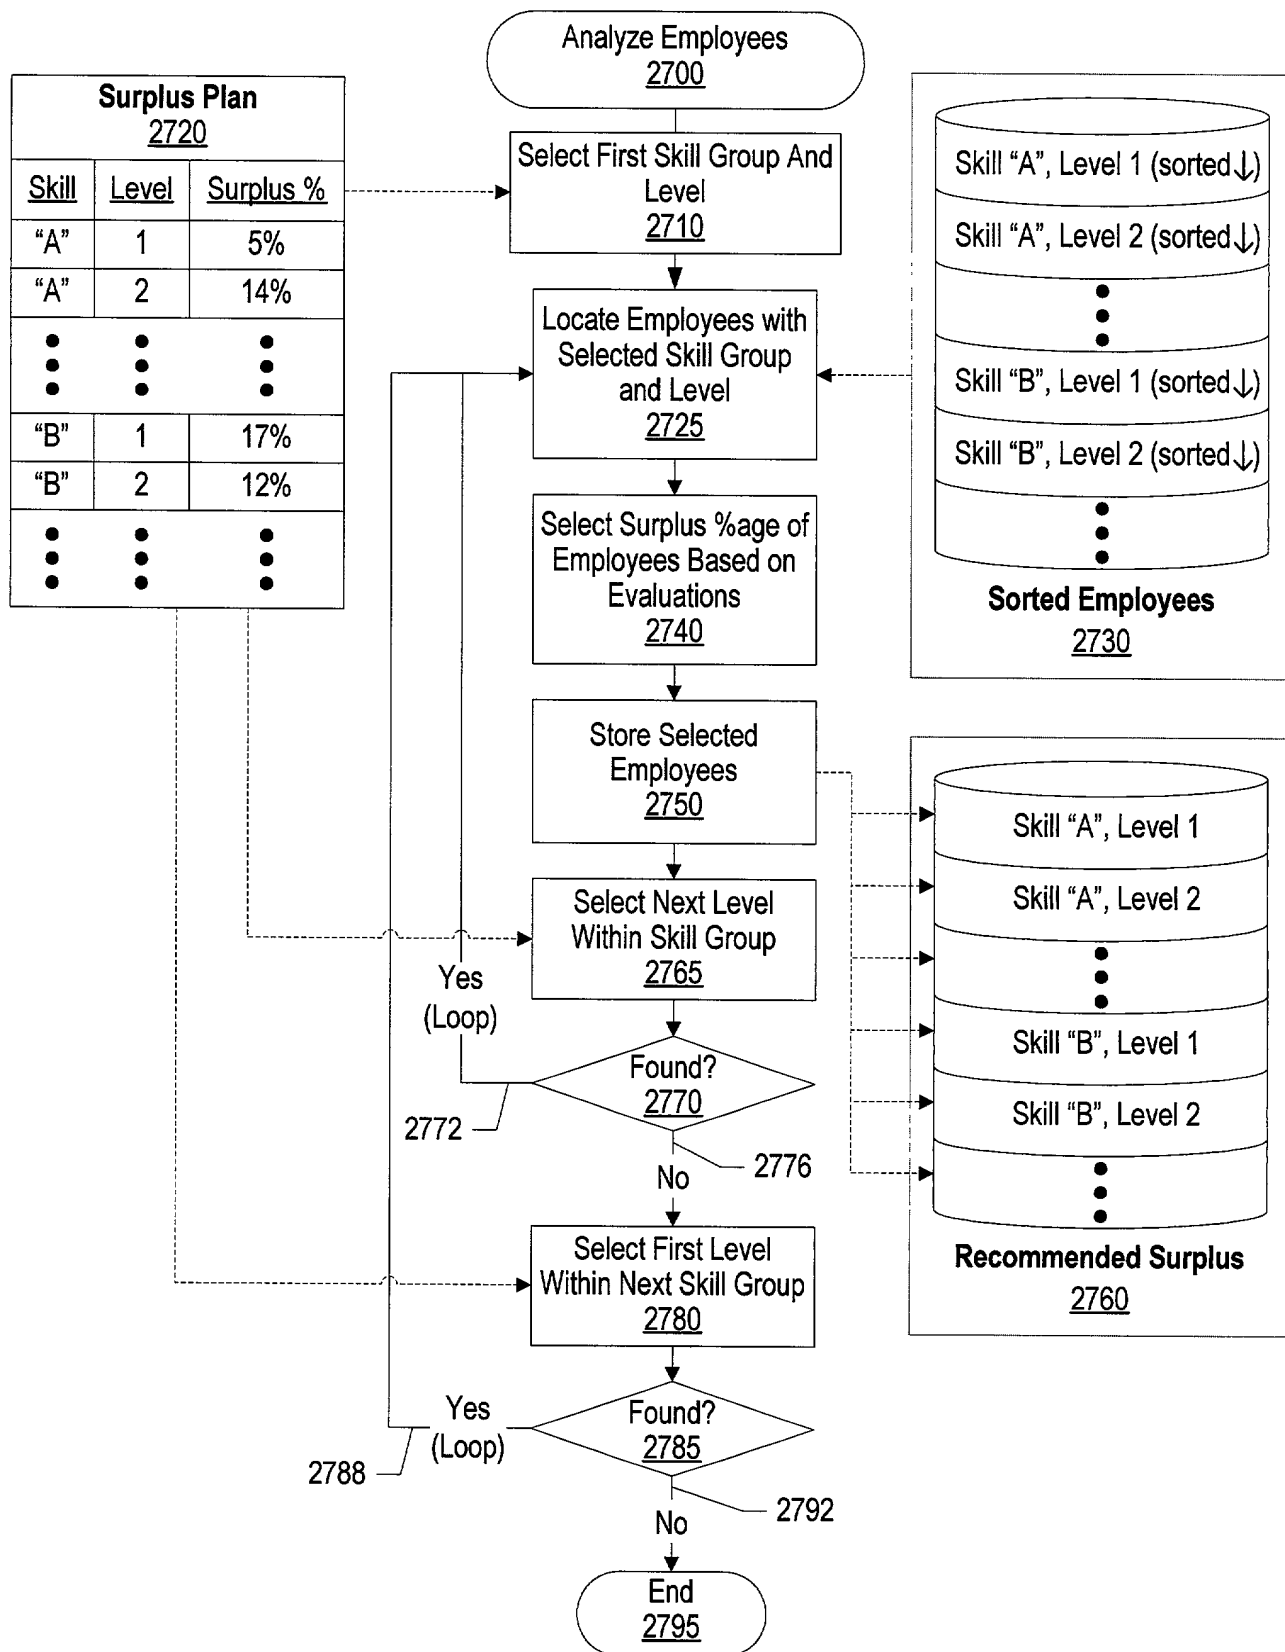 Analyze Employees
2700
Surplus Plan
2720
Skill Level Surplus %
“A” 1 5%
“A” 2 14%
“B” 1 17%
“B” 2 12%
Select First Skill Group And
Level
2710
Locate Employees with
Selected Skill Group
and Level
2725
Skill “A”, Level 1 (sorted↓)
Skill “A”, Level 2 (sorted↓)
Skill “B”, Level 1 (sorted↓)
Skill “B”, Level 2 (sorted↓)
Sorted Employees
2730
Select Surplus %age of
Employees Based on
Evaluations
2740
Store Selected
Employees
2750
Skill “A”, Level 1
Skill “A”, Level 2
Skill “B”, Level 1
Skill “B”, Level 2
Recommended Surplus
2760
Select Next Level
Within Skill Group
2765
Yes
(Loop)
Found?
2770
2772
2776
No
Select First Level
Within Next Skill Group
2780
Yes
(Loop)
Found?
2785
2788
2792
No
End
2795